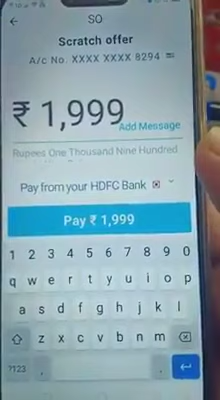 SO
Scratch offer
A/c No. XXXX XXXX 8294
₹ 1,999
Add Message
Rupees One Thousand Nine Hundred
Pay from your HDFC Bank
Pay ₹ 1,999
1 2 3 4 5 6 7 8 9 0
q w e r t y u i o p
a s d f g h j k l
z x c v b n m
?123 , .